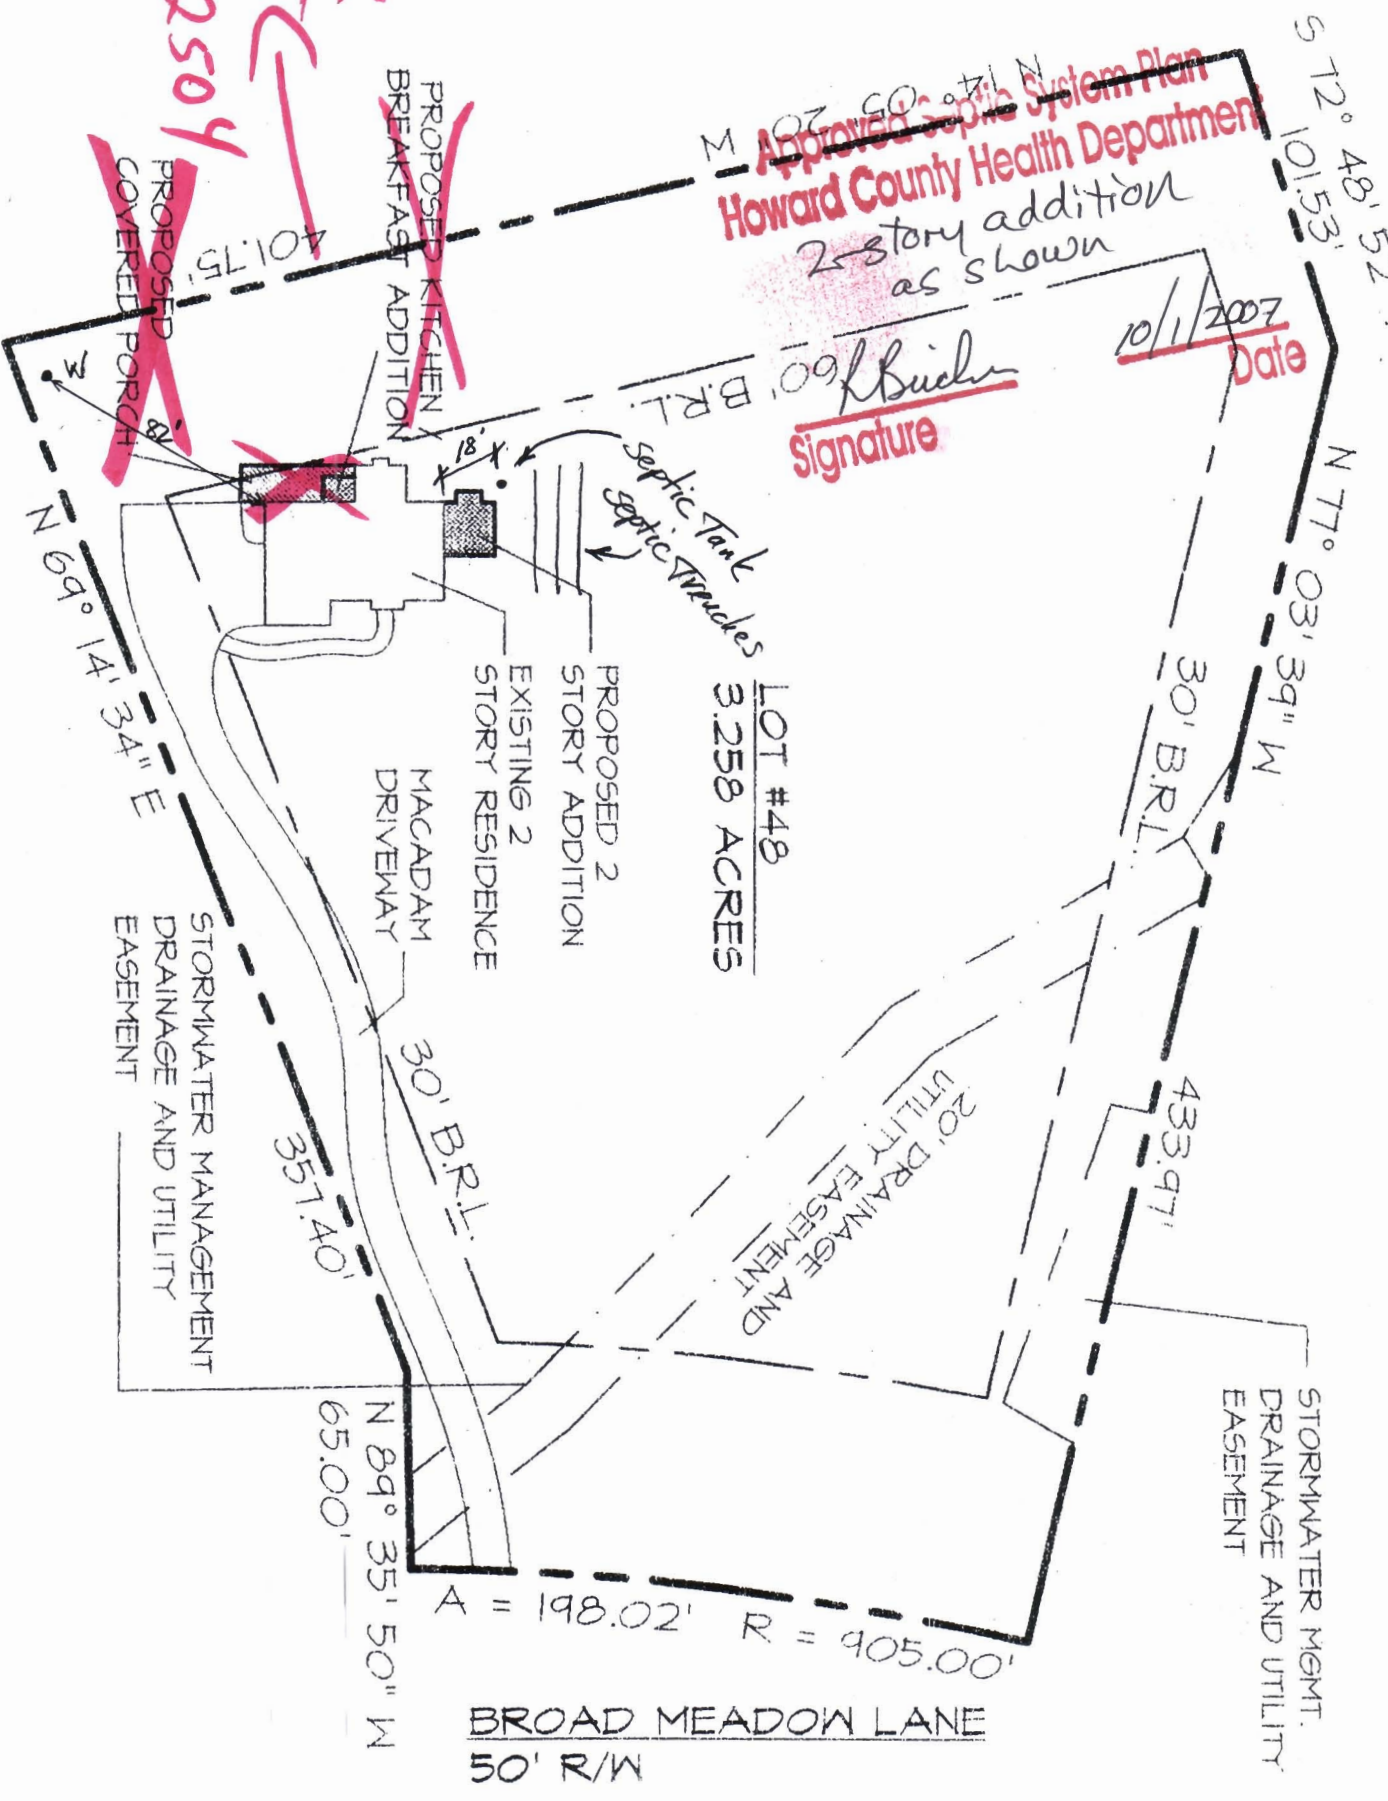 2504
PROPOSED KITCHEN /
BREAKFAST ADDITION
PROPOSED
COVERED PORCH
N 14° 05' 20" W
401.75'
S 72° 48' 52
101.53'
Approved Septic System Plan
Howard County Health Department
2-story addition
as shown
10/1/2007
Date
Signature
60' B.R.L.
W
82'
18'
Septic Tank
Septic Trenches
N 77° 03' 39" W
433.97'
30' B.R.L.
LOT #48
3.258 ACRES
PROPOSED 2
STORY ADDITION
EXISTING 2
STORY RESIDENCE
MACADAM
DRIVEWAY
N 69° 14' 34" E
357.40'
30' B.R.L.
STORMWATER MANAGEMENT
DRAINAGE AND UTILITY
EASEMENT
20' DRAINAGE AND
UTILITY EASEMENT
STORMWATER MGMT.
DRAINAGE AND UTILITY
EASEMENT
N 89° 35' 50" W
65.00'
A = 198.02' R = 905.00'
BROAD MEADOW LANE
50' R/W